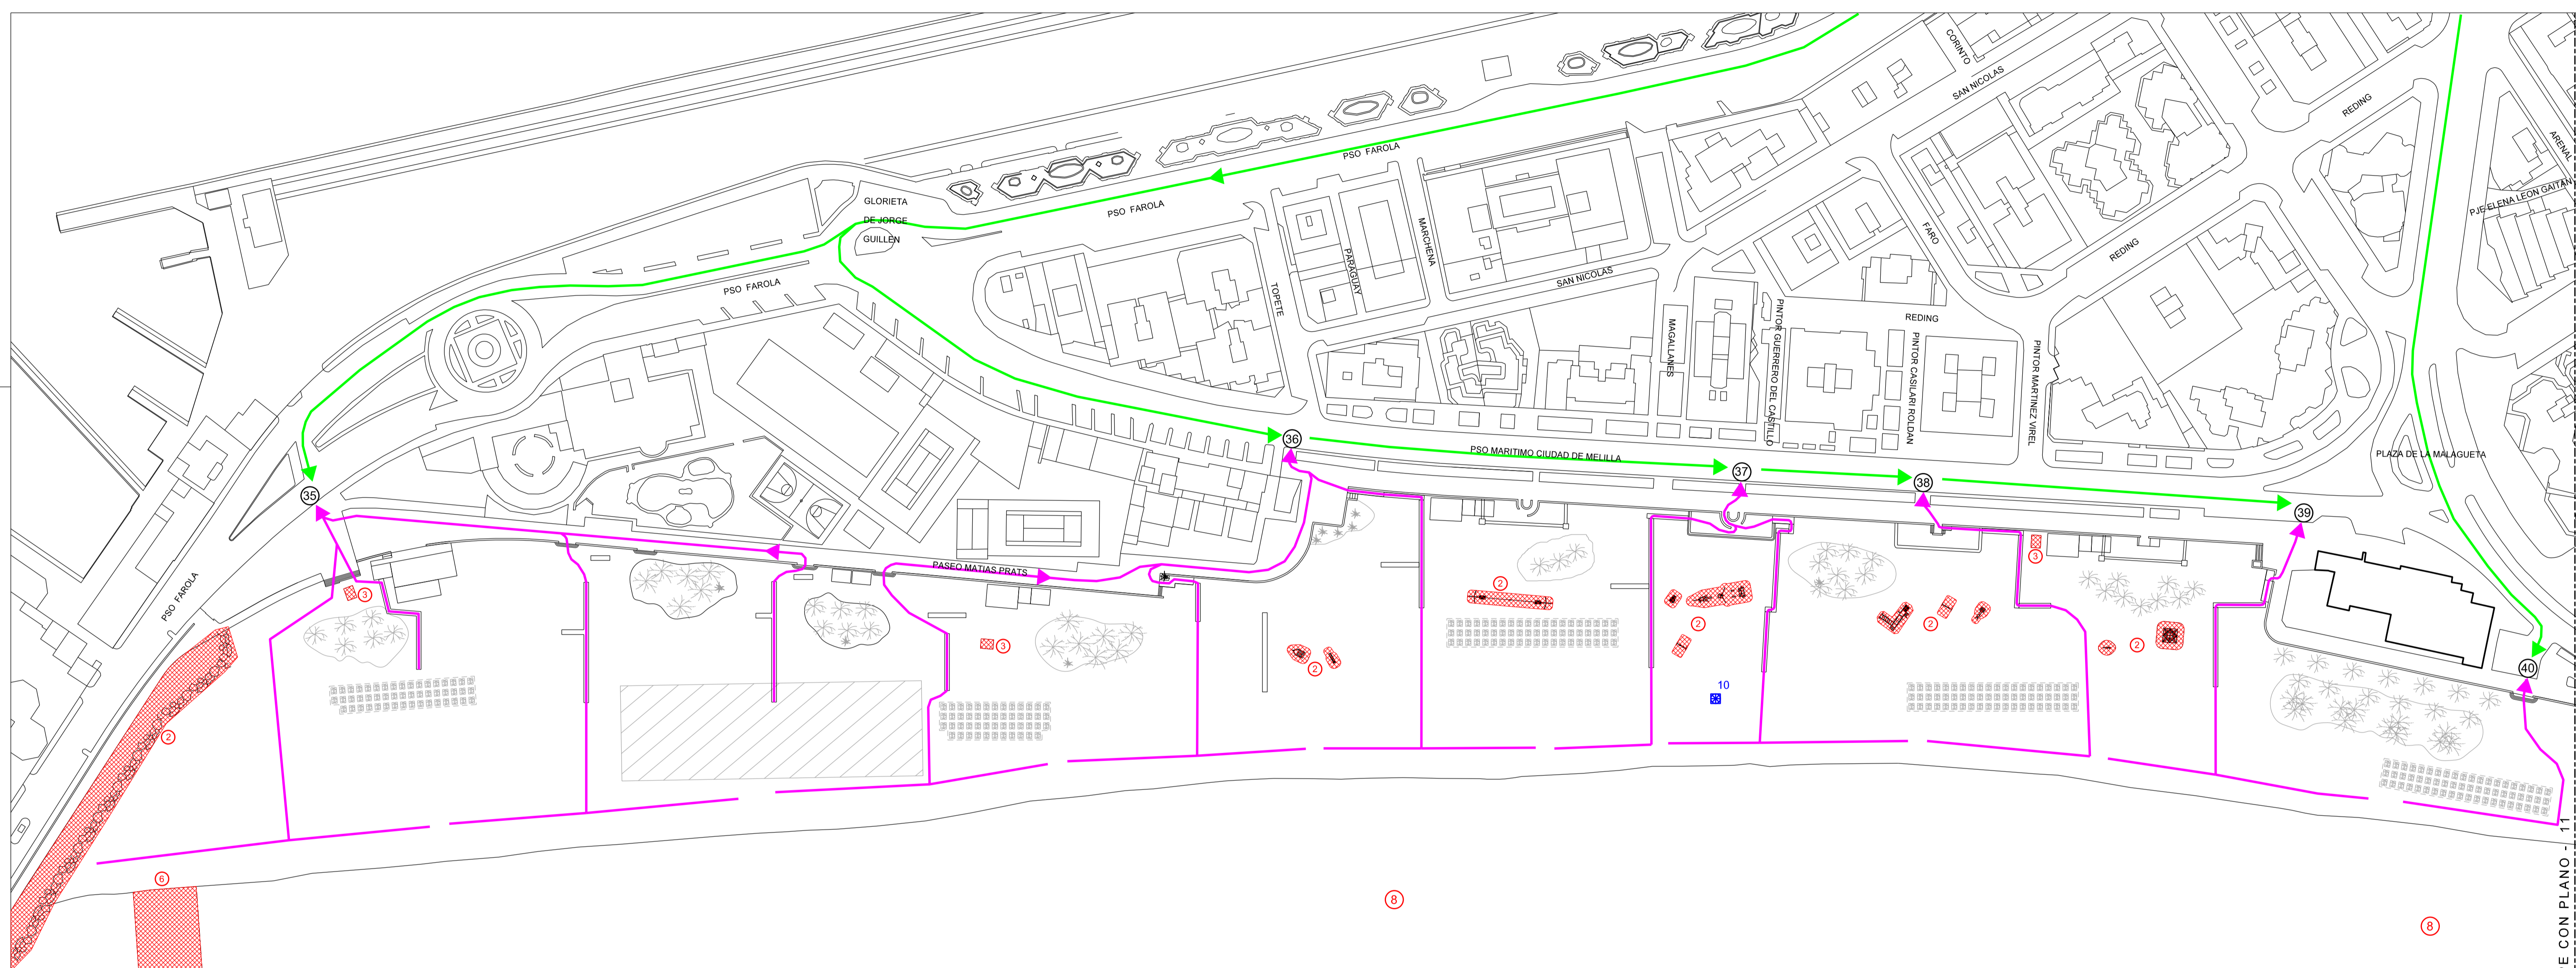 CORINTO
SAN NICOLAS
REDING
ARENA
PSO FAROLA
GLORIETA
DE JORGE
GUILLEN
PSO FAROLA
PJE ELENA LEON GAITAN
MARCHENA
FARO
REDING
PARAGUAY
SAN NICOLAS
PSO FAROLA
TOPETE
MAGALLANES
PINTOR GUERRERO DEL CASTILLO
REDING
PINTOR CASILARI ROLDAN
PINTOR MARTINEZ VIREL
36
PSO MARITIMO CIUDAD DE MELILLA
PLAZA DE LA MALAGUETA
37
38
35
39
PASEO MATIAS PRATS
PSO FAROLA
3
2
3
2
2
3
2
2
2
40
10
2
6
8
8
E CON PLANO - 11